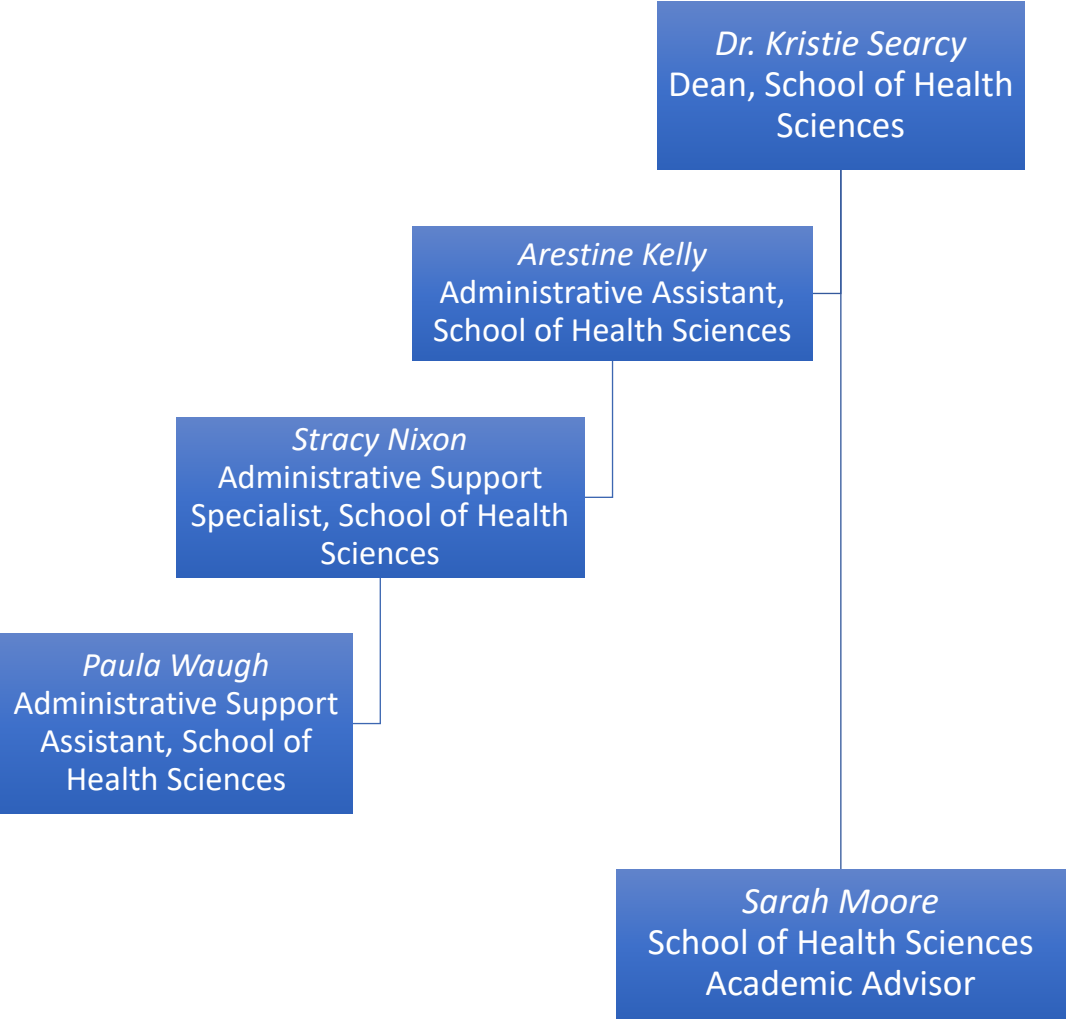 Dr. Kristie Searcy
Dean, School of Health
Sciences
Arestine Kelly
Administrative Assistant,
School of Health Sciences
Stracy Nixon
Administrative Support
Specialist, School of Health
Sciences
Paula Waugh
Administrative Support
Assistant, School of
Health Sciences
Sarah Moore
School of Health Sciences
Academic Advisor